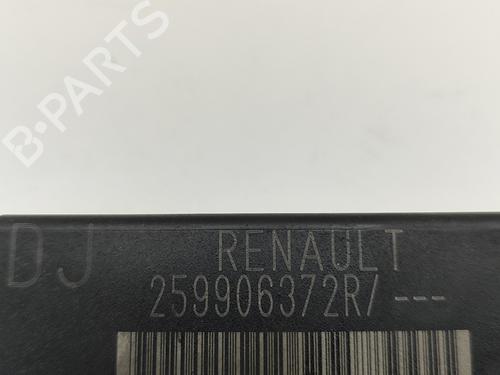 B-PARTS
DJ
RENAULT
259906372R/ ---